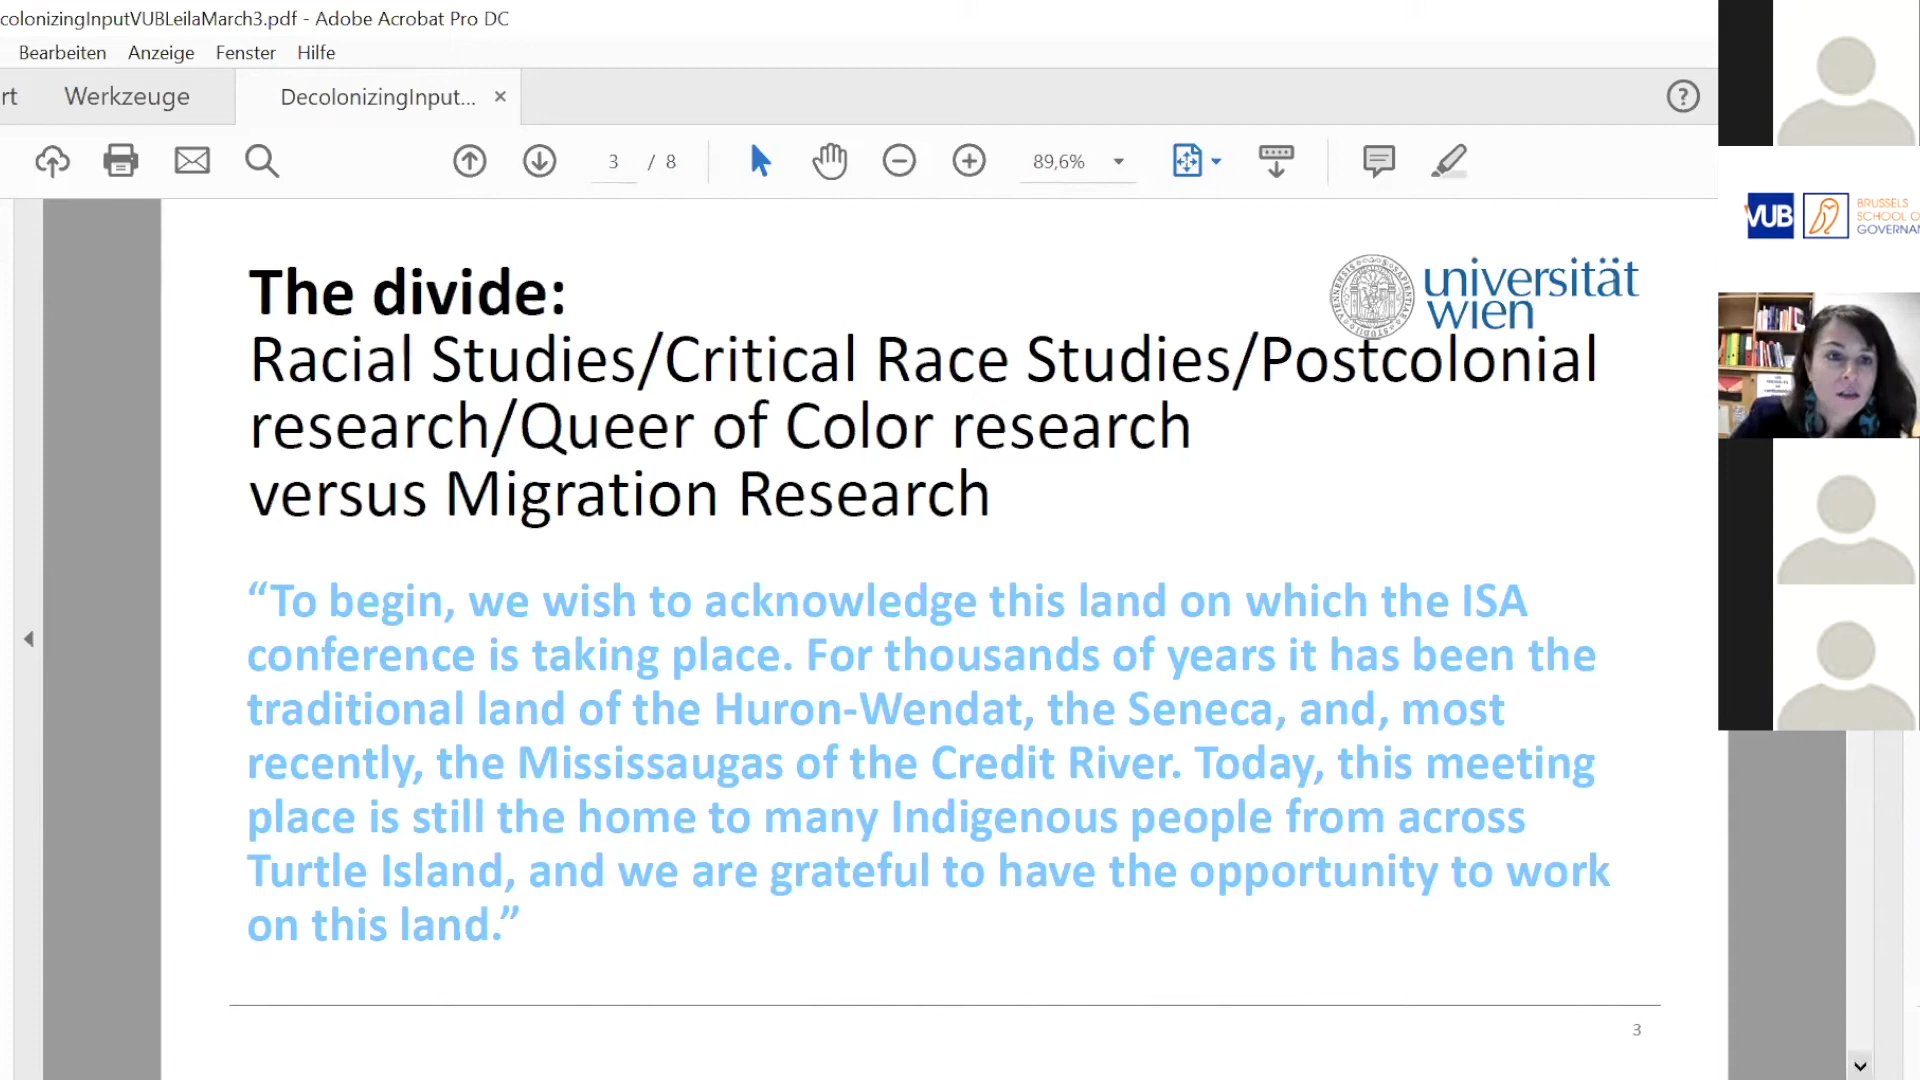 colonizingInputVUBLeilaMarch3.pdf - Adobe Acrobat Pro DC
Bearbeiten Anzeige Fenster Hilfe
rt Werkzeuge DecolonizingInput... ×
3 / 8 89,6%
VUB BRUSSELS
SCHOOL O
GOVERNA
universität
wien
The divide:
Racial Studies/Critical Race Studies/Postcolonial
research/Queer of Color research
versus Migration Research
“To begin, we wish to acknowledge this land on which the ISA
conference is taking place. For thousands of years it has been the
traditional land of the Huron-Wendat, the Seneca, and, most
recently, the Mississaugas of the Credit River. Today, this meeting
place is still the home to many Indigenous people from across
Turtle Island, and we are grateful to have the opportunity to work
on this land.”
3